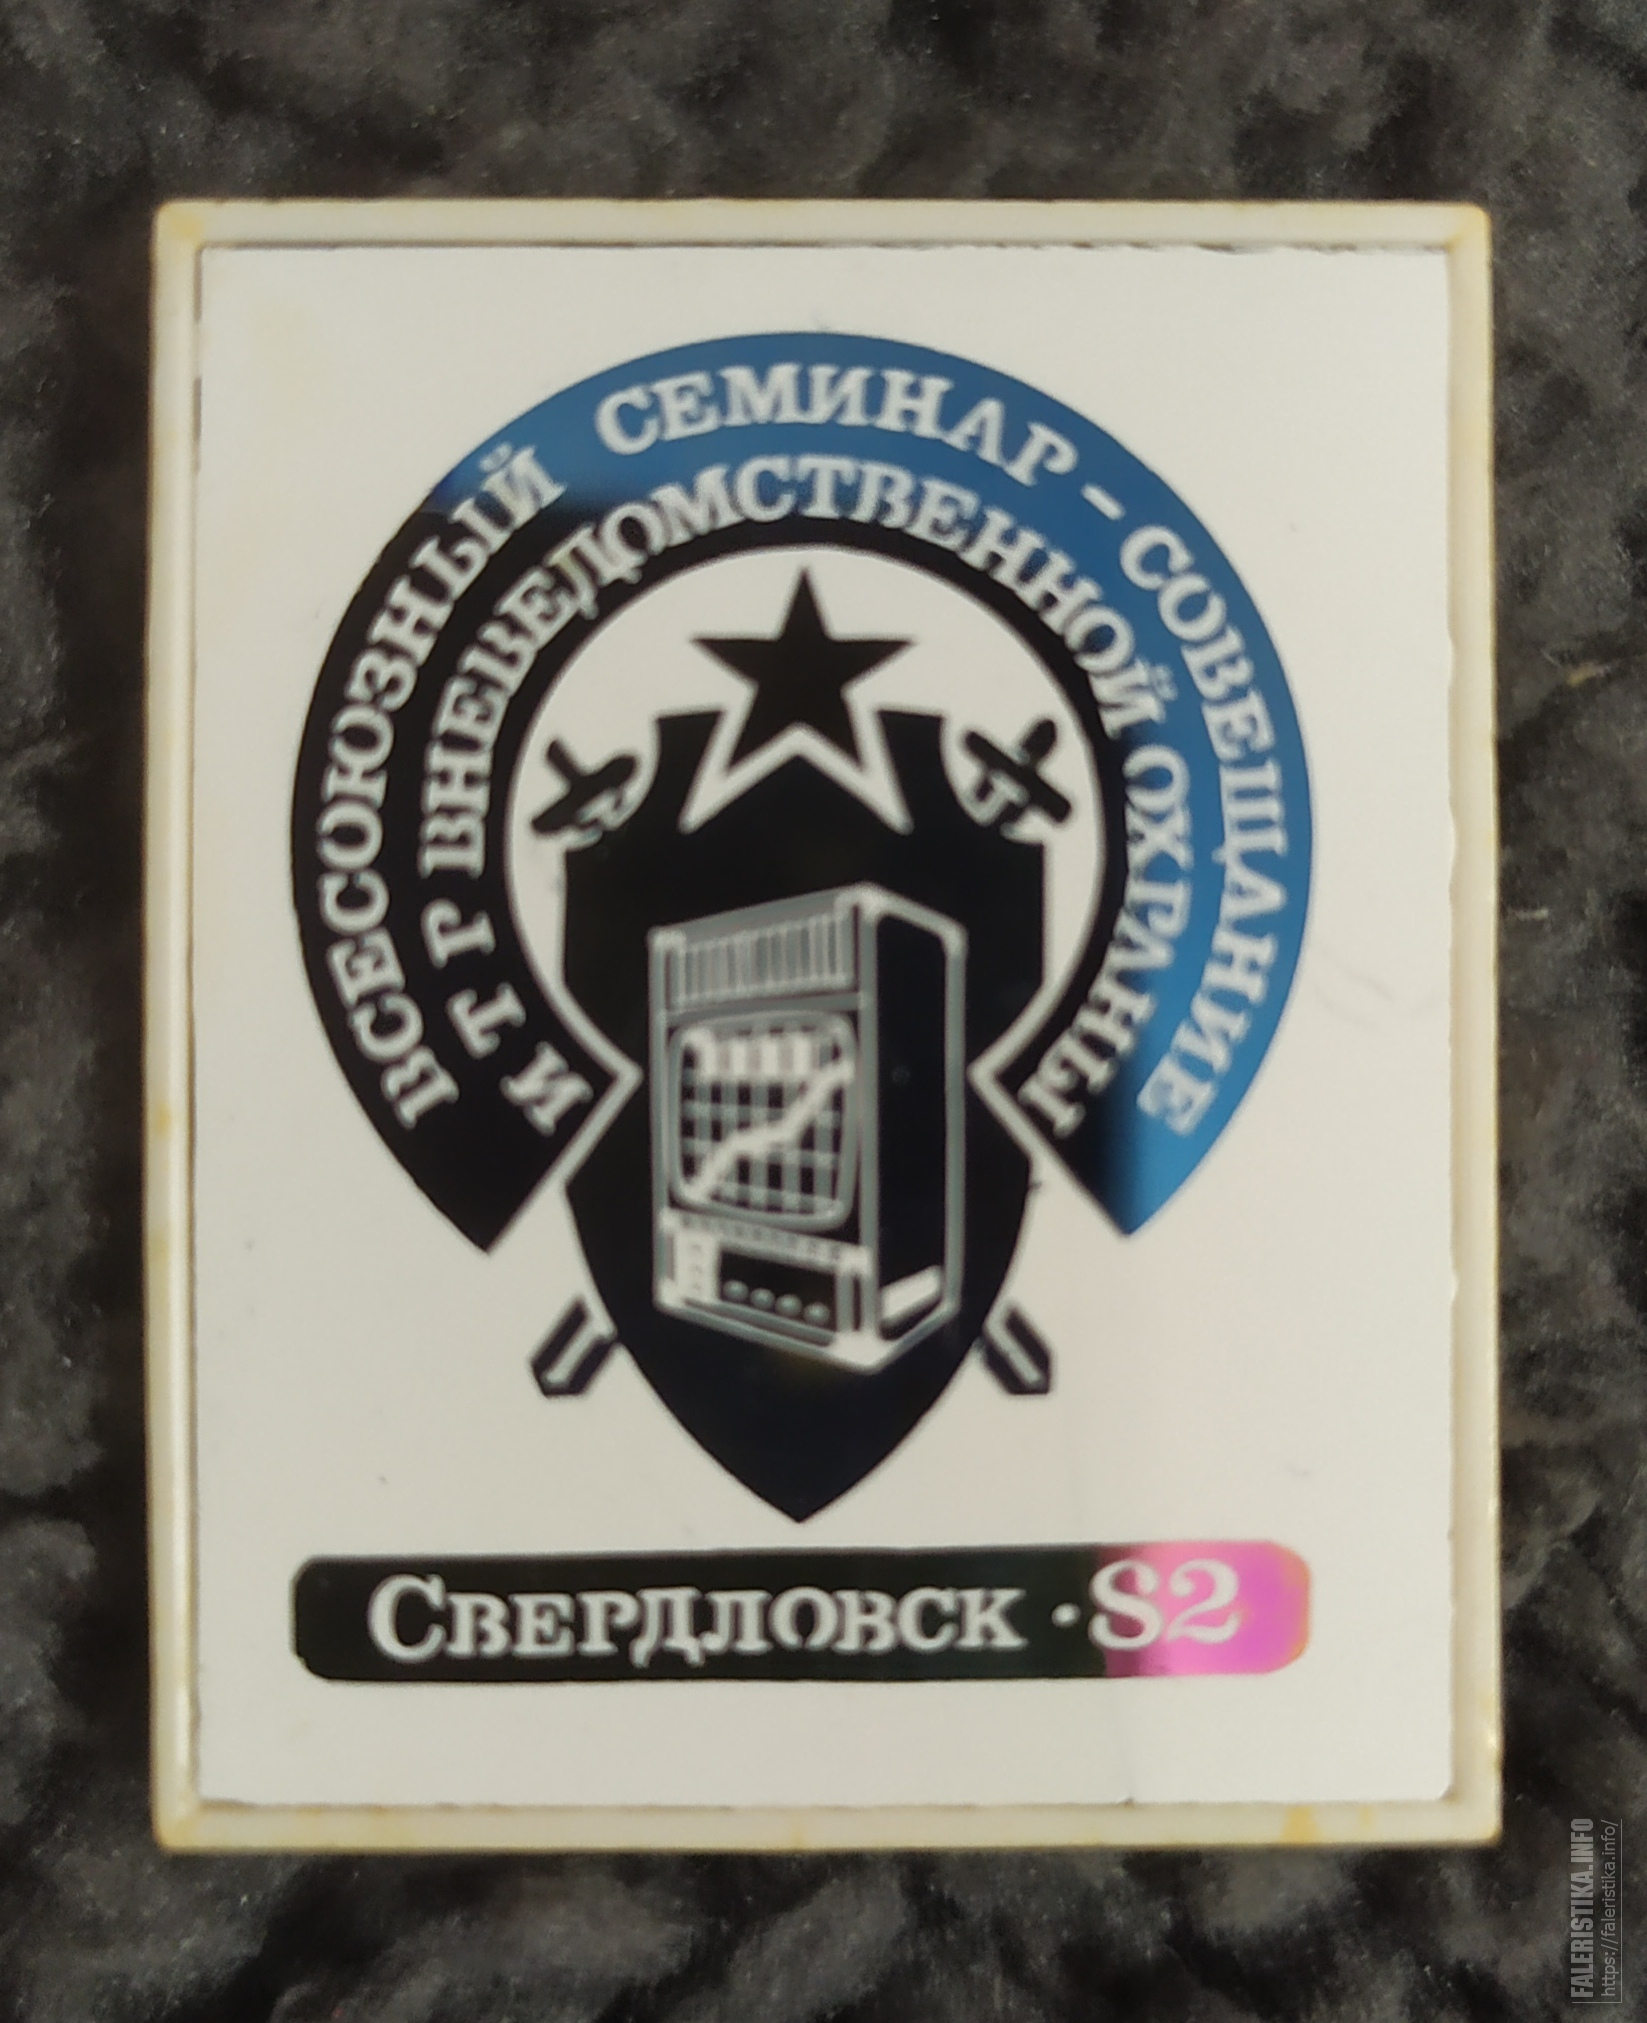 ВСЕСОЮЗНЫЙ СЕМИНАР - СОВЕЩАНИЕ
ИТР ВНЕВЕДОМСТВЕННОЙ ОХРАНЫ
СВЕРДЛОВСК · 82
FALERISTIKA.INFO
https://faleristika.info/